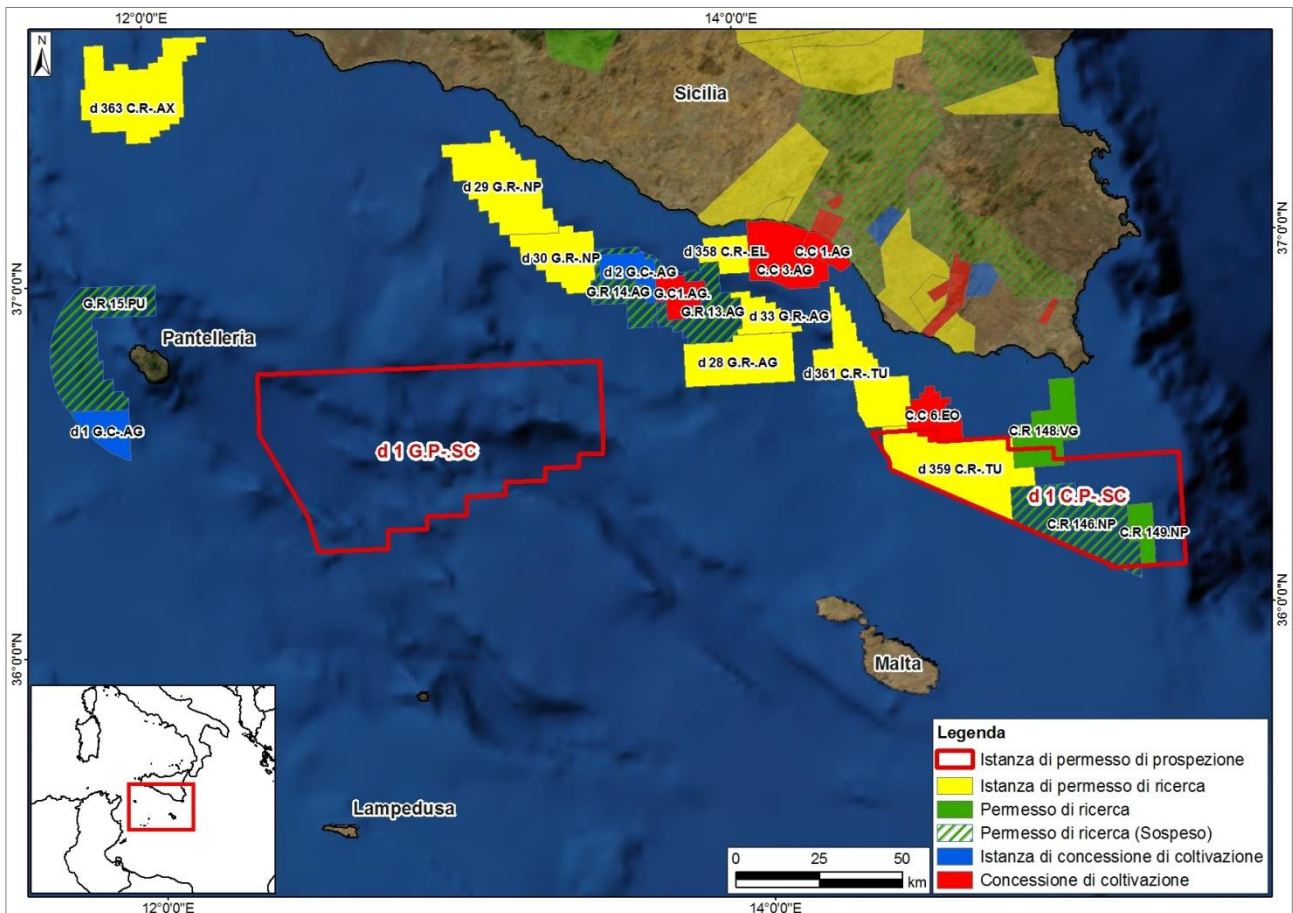 12°0'0"E
14°0'0"E
N
Sicilia
d 363 C.R-.AX
d 29 G.R-.NP
d 30 G.R-.NP
d 358 C.R-.EL
C.C 1.AG
C.C 3.AG
d 2 G.C-.AG
G.R 14.AG
G.C1.AG.
G.R 13.AG
d 33 G.R-.AG
d 28 G.R-.AG
d 361 C.R-.TU
37°0'0"N
37°0'0"N
G.R 15.PU
Pantelleria
d 1 G.C-.AG
d 1 G.P-.SC
C.C 6.EO
C.R 148.VG
d 359 C.R-.TU
d 1 C.P-.SC
C.R 146.NP
C.R 149.NP
36°0'0"N
36°0'0"N
Malta
Lampedusa
Legenda
Istanza di permesso di prospezione
Istanza di permesso di ricerca
Permesso di ricerca
Permesso di ricerca (Sospeso)
Istanza di concessione di coltivazione
Concessione di coltivazione
0 25 50
km
12°0'0"E
14°0'0"E